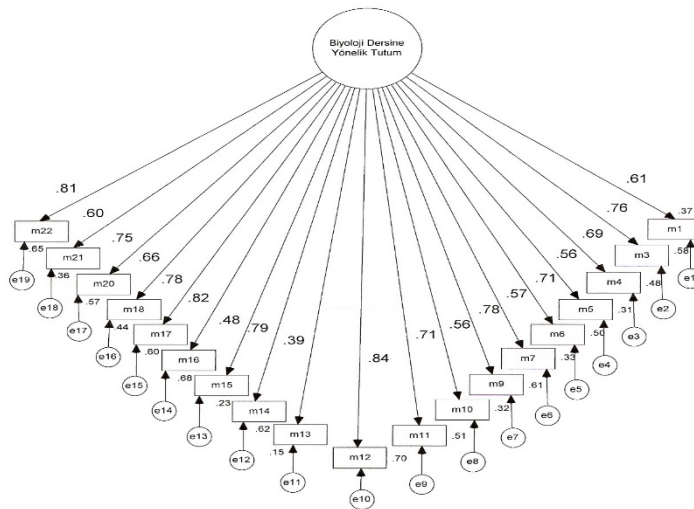 Biyoloji Dersine
Yönelik Tutum
.81
.60
.75
.66
.78
.82
.48
.79
.39
.84
.71
.56
.78
.57
.71
.56
.69
.76
.61
m22
m21
m20
m18
m17
m16
m15
m14
m13
m12
m11
m10
m9
m7
m6
m5
m4
m3
m1
.65
.36
.57
.44
.60
.68
.23
.62
.15
.70
.51
.32
.61
.33
.50
.31
.48
.58
.37
e19
e18
e17
e16
e15
e14
e13
e12
e11
e10
e9
e8
e7
e6
e5
e4
e3
e2
e1